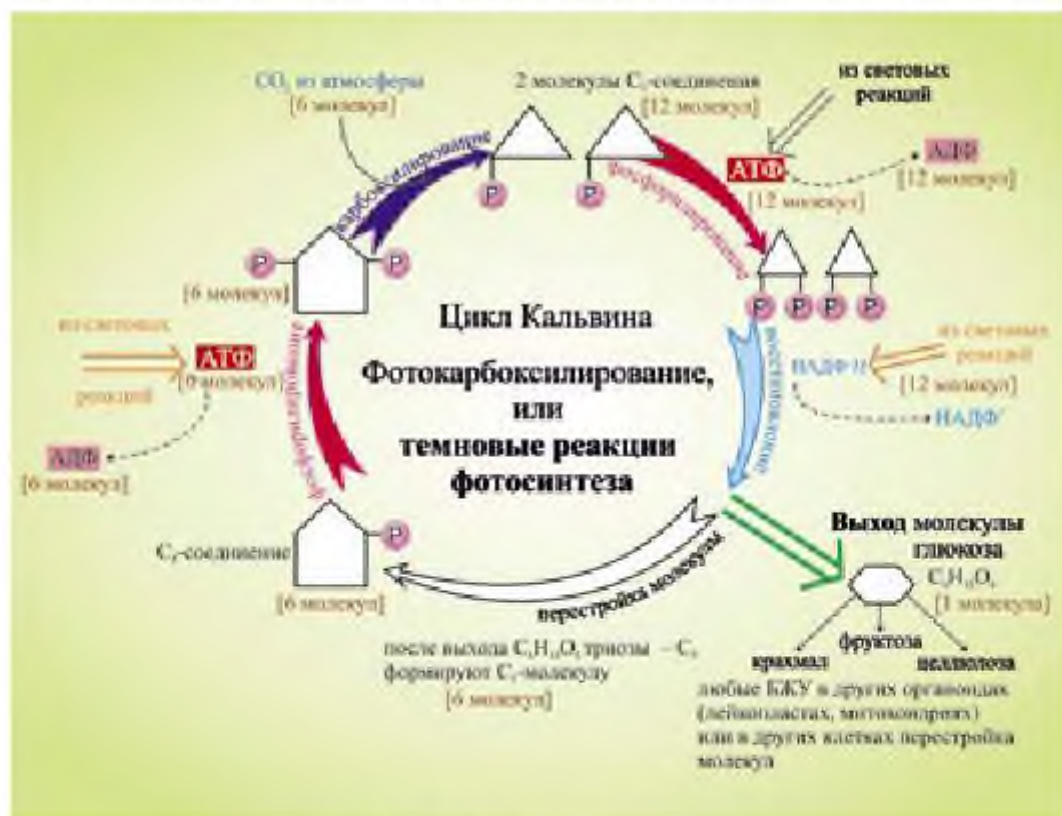 CO₂ из атмосферы
[6 молекул]
2 молекулы C₃-соединения
[12 молекул]
из световых
реакций
АТФ
[12 молекул]
АДФ
[12 молекул]
карбоксилирование
фосфорилирование
P
P
P
P
[6 молекул]
P
P
P
P
Цикл Кальвина
Фотокарбоксилирование,
или
темновые реакции
фотосинтеза
из световых
реакций
АТФ
[6 молекул]
АДФ
[6 молекул]
фосфорилирование
восстановление
НАДФ·H
[12 молекул]
из световых
реакций
НАДФ⁺
C₅-соединение
P
[6 молекул]
перестройка молекулы
после выхода C₆H₁₂O₆ триозы – C₃
формируют C₅-молекулу
[6 молекул]
Выход молекулы
глюкоза
C₆H₁₂O₆
[1 молекула]
крахмал
фруктоза
целлюлоза
любые БЖУ в других органоидах
(лейкопластах, митохондриях)
или в других клетках перестройка
молекул